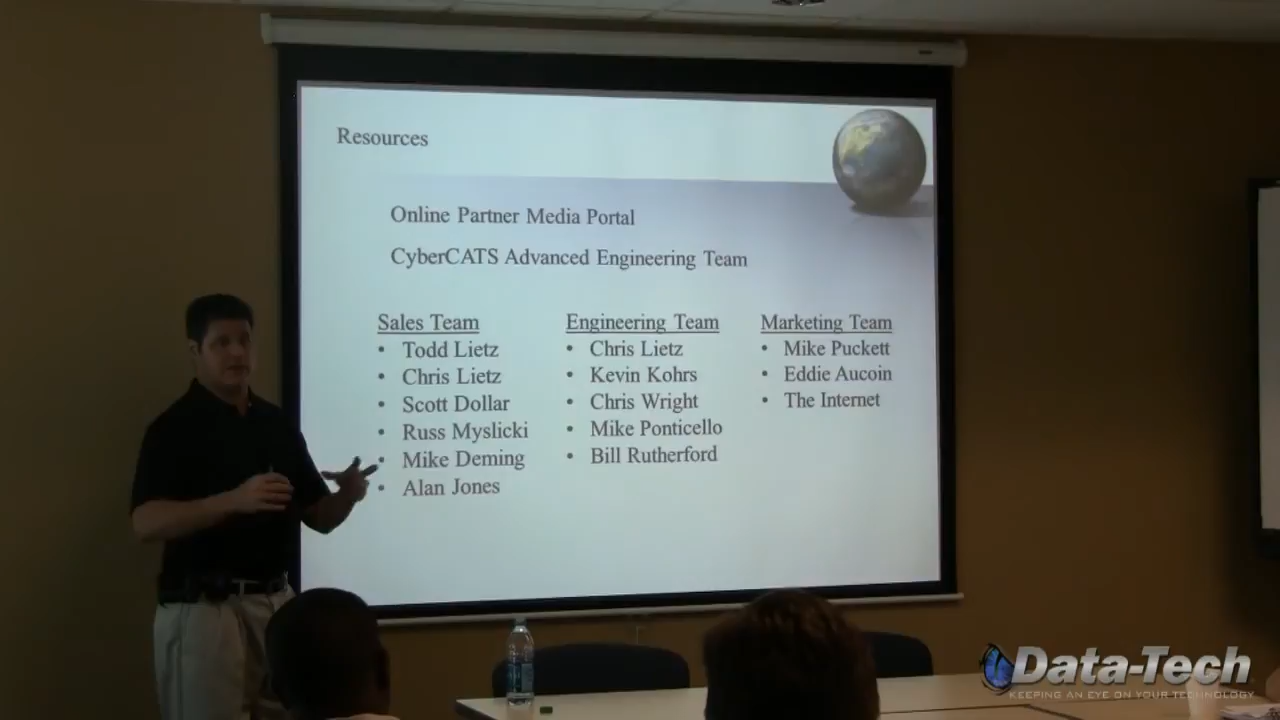 Resources
Online Partner Media Portal
CyberCATS Advanced Engineering Team
Sales Team
• Todd Lietz
• Chris Lietz
• Scott Dollar
• Russ Myslicki
• Mike Deming
• Alan Jones
Engineering Team
• Chris Lietz
• Kevin Kohrs
• Chris Wright
• Mike Ponticello
• Bill Rutherford
Marketing Team
• Mike Puckett
• Eddie Aucoin
• The Internet
Data-Tech
KEEPING AN EYE ON YOUR TECHNOLOGY